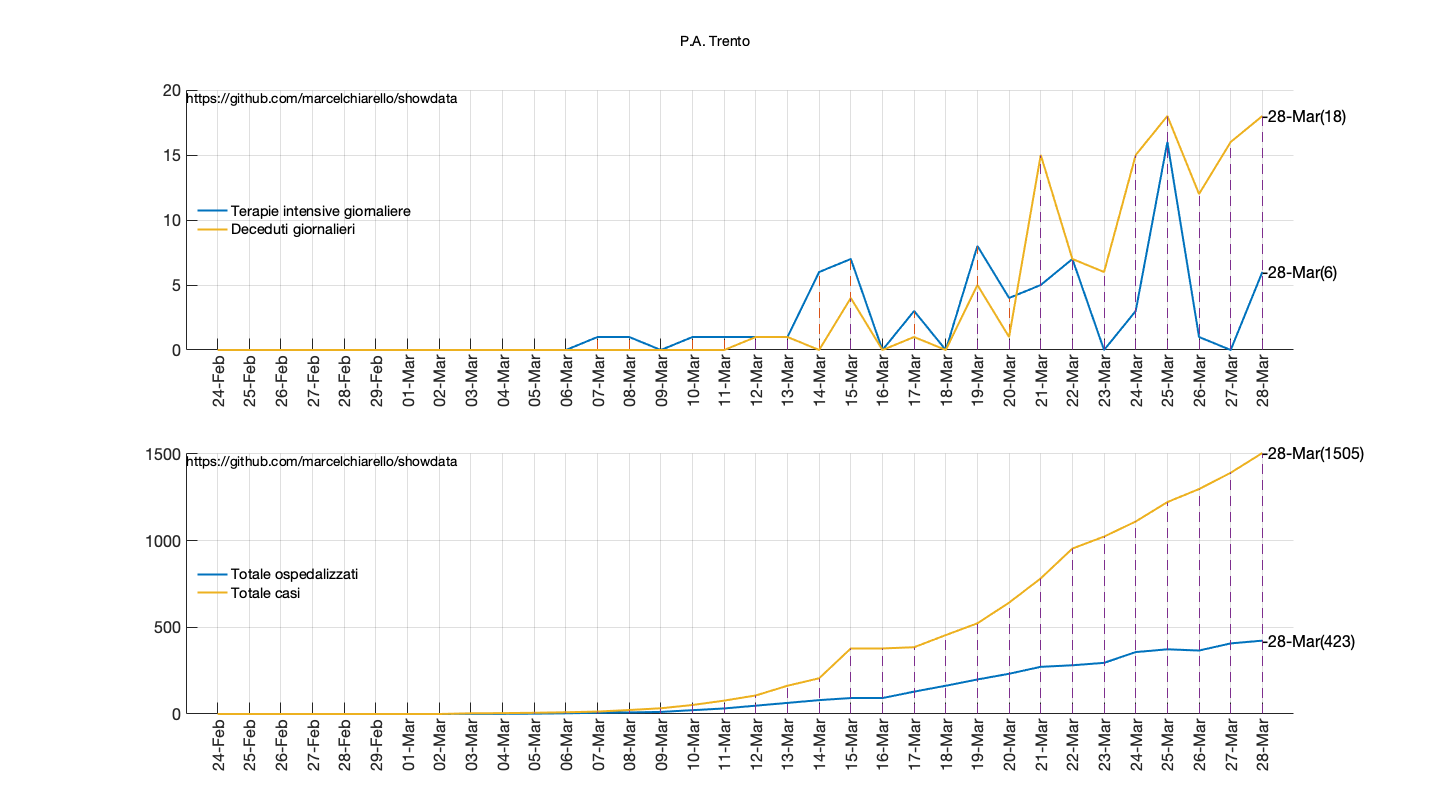 P.A. Trento
20
https://github.com/marcelchiarello/showdata
-28-Mar(18)
15
Terapie intensive giornaliere
10
Deceduti giornalieri
5
-28-Mar(6)
0
24-Feb
25-Feb
26-Feb
27-Feb
28-Feb
29-Feb
01-Mar
02-Mar
03-Mar
04-Mar
05-Mar
06-Mar
07-Mar
08-Mar
09-Mar
10-Mar
11-Mar
12-Mar
13-Mar
14-Mar
15-Mar
16-Mar
17-Mar
18-Mar
19-Mar
20-Mar
21-Mar
22-Mar
23-Mar
24-Mar
25-Mar
26-Mar
27-Mar
28-Mar
1500
https://github.com/marcelchiarello/showdata
-28-Mar(1505)
1000
Totale ospedalizzati
Totale casi
500
-28-Mar(423)
0
24-Feb
25-Feb
26-Feb
27-Feb
28-Feb
29-Feb
01-Mar
02-Mar
03-Mar
04-Mar
05-Mar
06-Mar
07-Mar
08-Mar
09-Mar
10-Mar
11-Mar
12-Mar
13-Mar
14-Mar
15-Mar
16-Mar
17-Mar
18-Mar
19-Mar
20-Mar
21-Mar
22-Mar
23-Mar
24-Mar
25-Mar
26-Mar
27-Mar
28-Mar